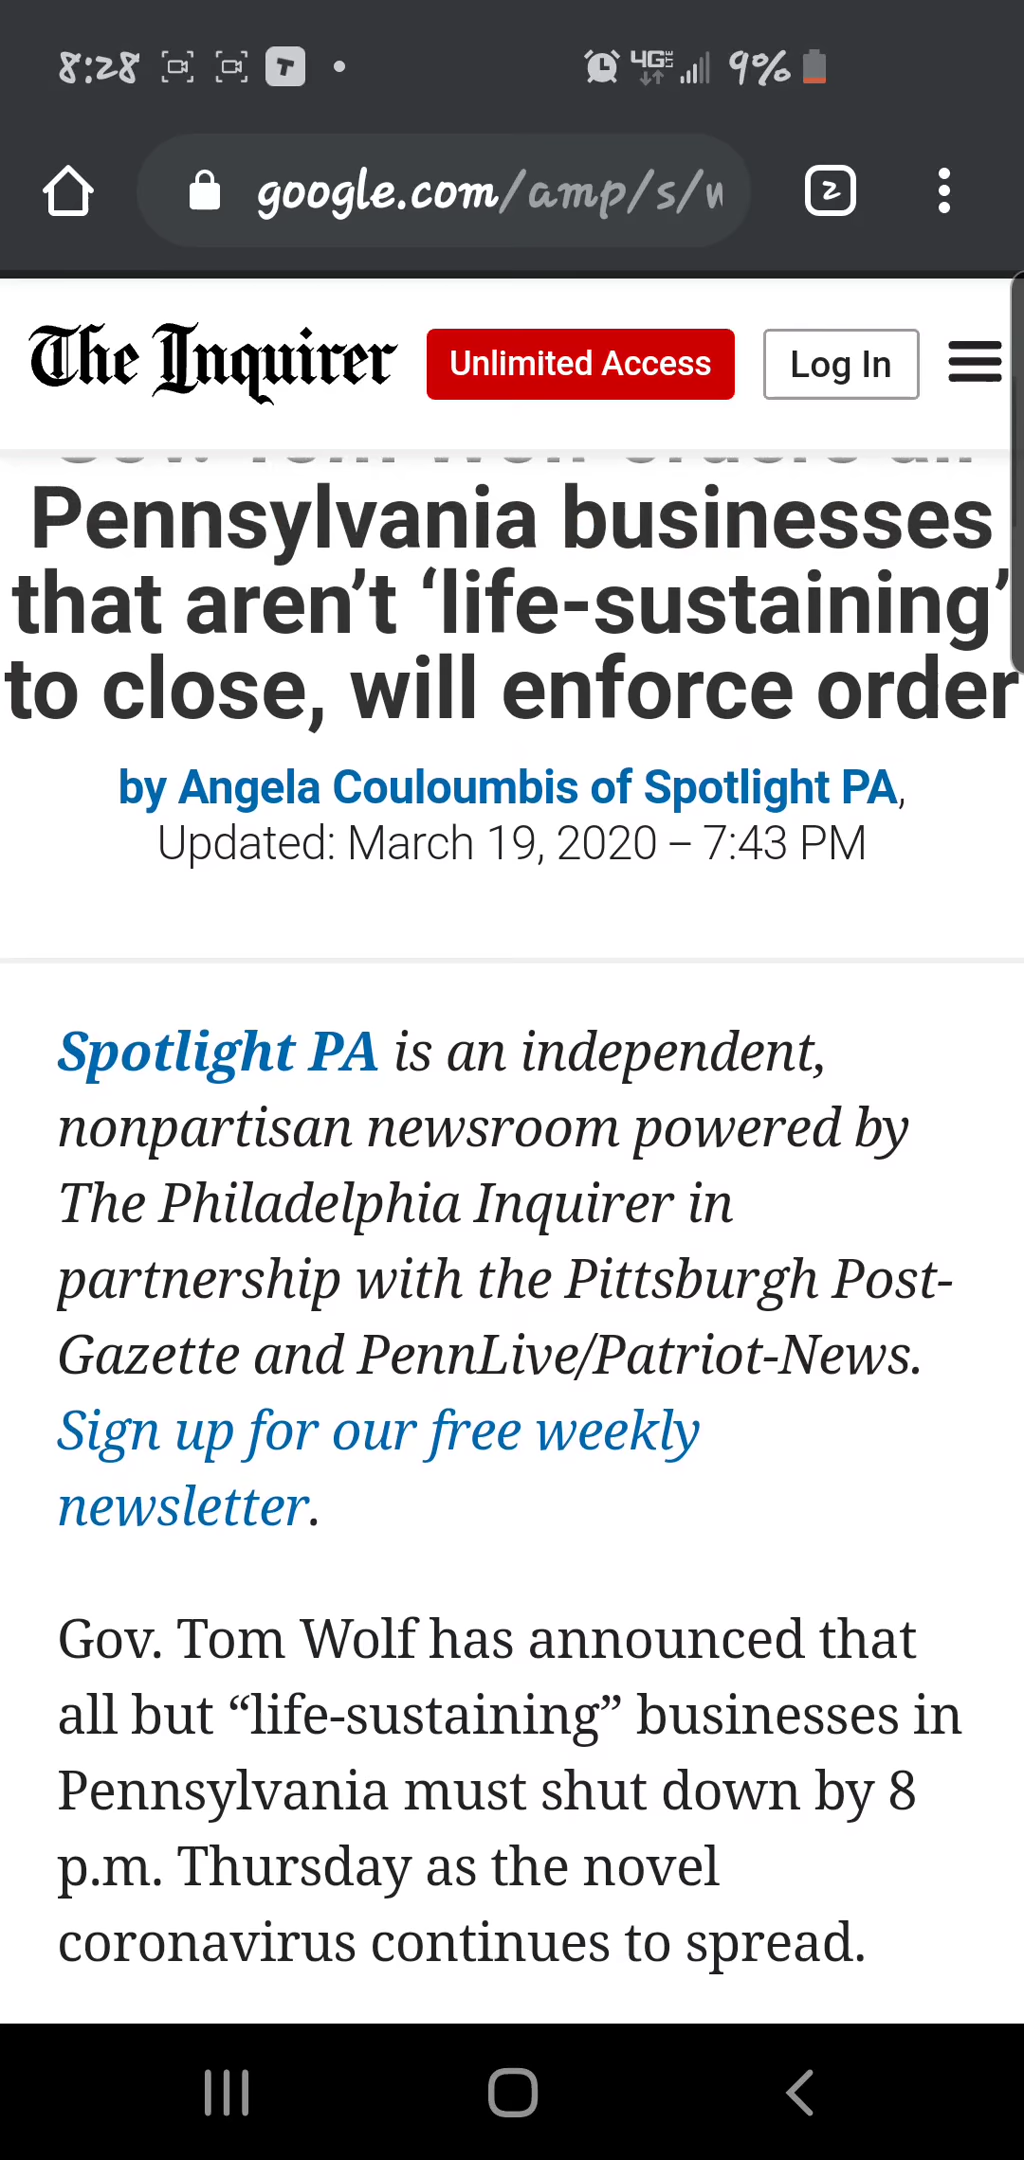 8:28 T 4G LTE 9%
google.com/amp/s/
2
The Inquirer Unlimited Access Log In
Pennsylvania businesses
that aren’t ‘life-sustaining’
to close, will enforce order
by Angela Couloumbis of Spotlight PA,
Updated: March 19, 2020 – 7:43 PM
Spotlight PA is an independent,
nonpartisan newsroom powered by
The Philadelphia Inquirer in
partnership with the Pittsburgh Post-
Gazette and PennLive/Patriot-News.
Sign up for our free weekly
newsletter.
Gov. Tom Wolf has announced that
all but “life-sustaining” businesses in
Pennsylvania must shut down by 8
p.m. Thursday as the novel
coronavirus continues to spread.